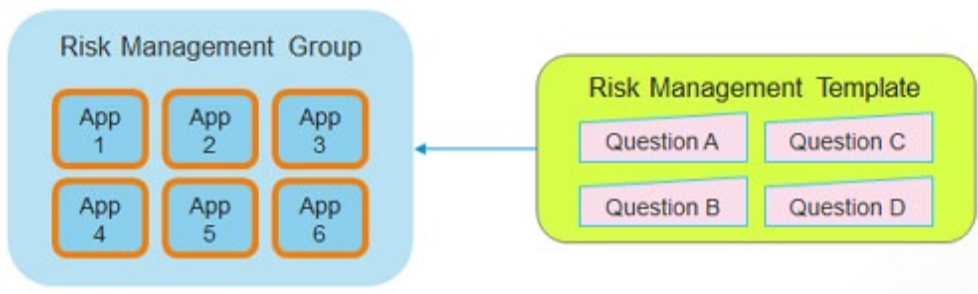 Risk Management Group
App
1
App
2
App
3
App
4
App
5
App
6
Risk Management Template
Question A
Question C
Question B
Question D